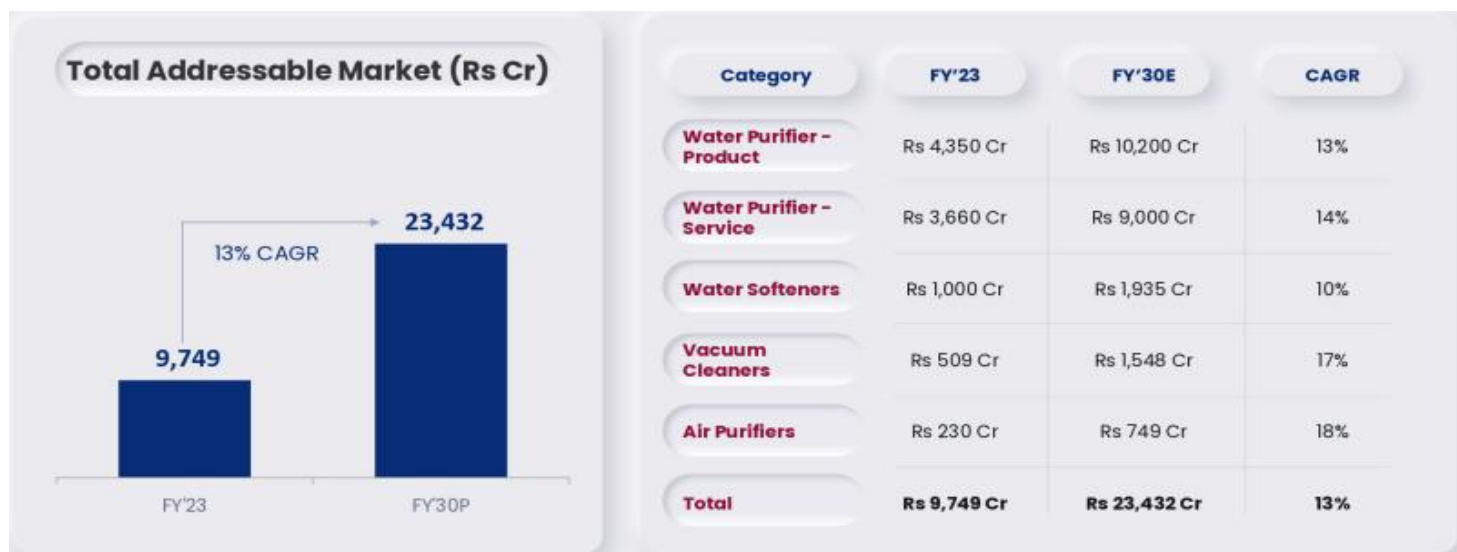 Total Addressable Market (Rs Cr)
23,432
13% CAGR
9,749
FY'23
FY'30P
Category FY'23 FY'30E CAGR
Water Purifier -
Product
Rs 4,350 Cr Rs 10,200 Cr 13%
Water Purifier -
Service
Rs 3,660 Cr Rs 9,000 Cr 14%
Water Softeners Rs 1,000 Cr Rs 1,935 Cr 10%
Vacuum
Cleaners
Rs 509 Cr Rs 1,548 Cr 17%
Air Purifiers Rs 230 Cr Rs 749 Cr 18%
Total Rs 9,749 Cr Rs 23,432 Cr 13%